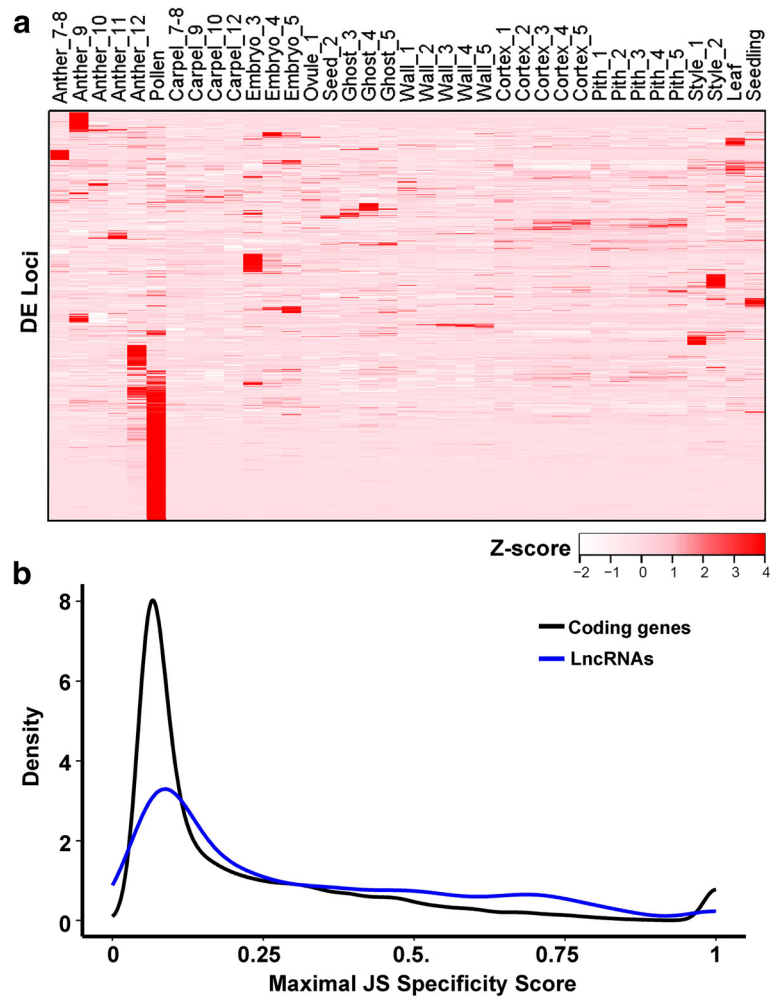 a
Anther_7-8
Anther_9
Anther_10
Anther_11
Anther_12
Pollen
Carpel_7-8
Carpel_9
Carpel_10
Carpel_12
Embryo_3
Embryo_4
Embryo_5
Ovule_1
Seed_2
Ghost_3
Ghost_4
Ghost_5
Wall_1
Wall_2
Wall_3
Wall_4
Wall_5
Cortex_1
Cortex_2
Cortex_3
Cortex_4
Cortex_5
Pith_1
Pith_2
Pith_3
Pith_4
Pith_5
Style_1
Style_2
Leaf
Seedling
DE Loci
Z-score
−2 −1 0 1 2 3 4
b
8
6
4
2
0
Density
Coding genes
LncRNAs
0 0.25 0.5. 0.75 1
Maximal JS Specificity Score